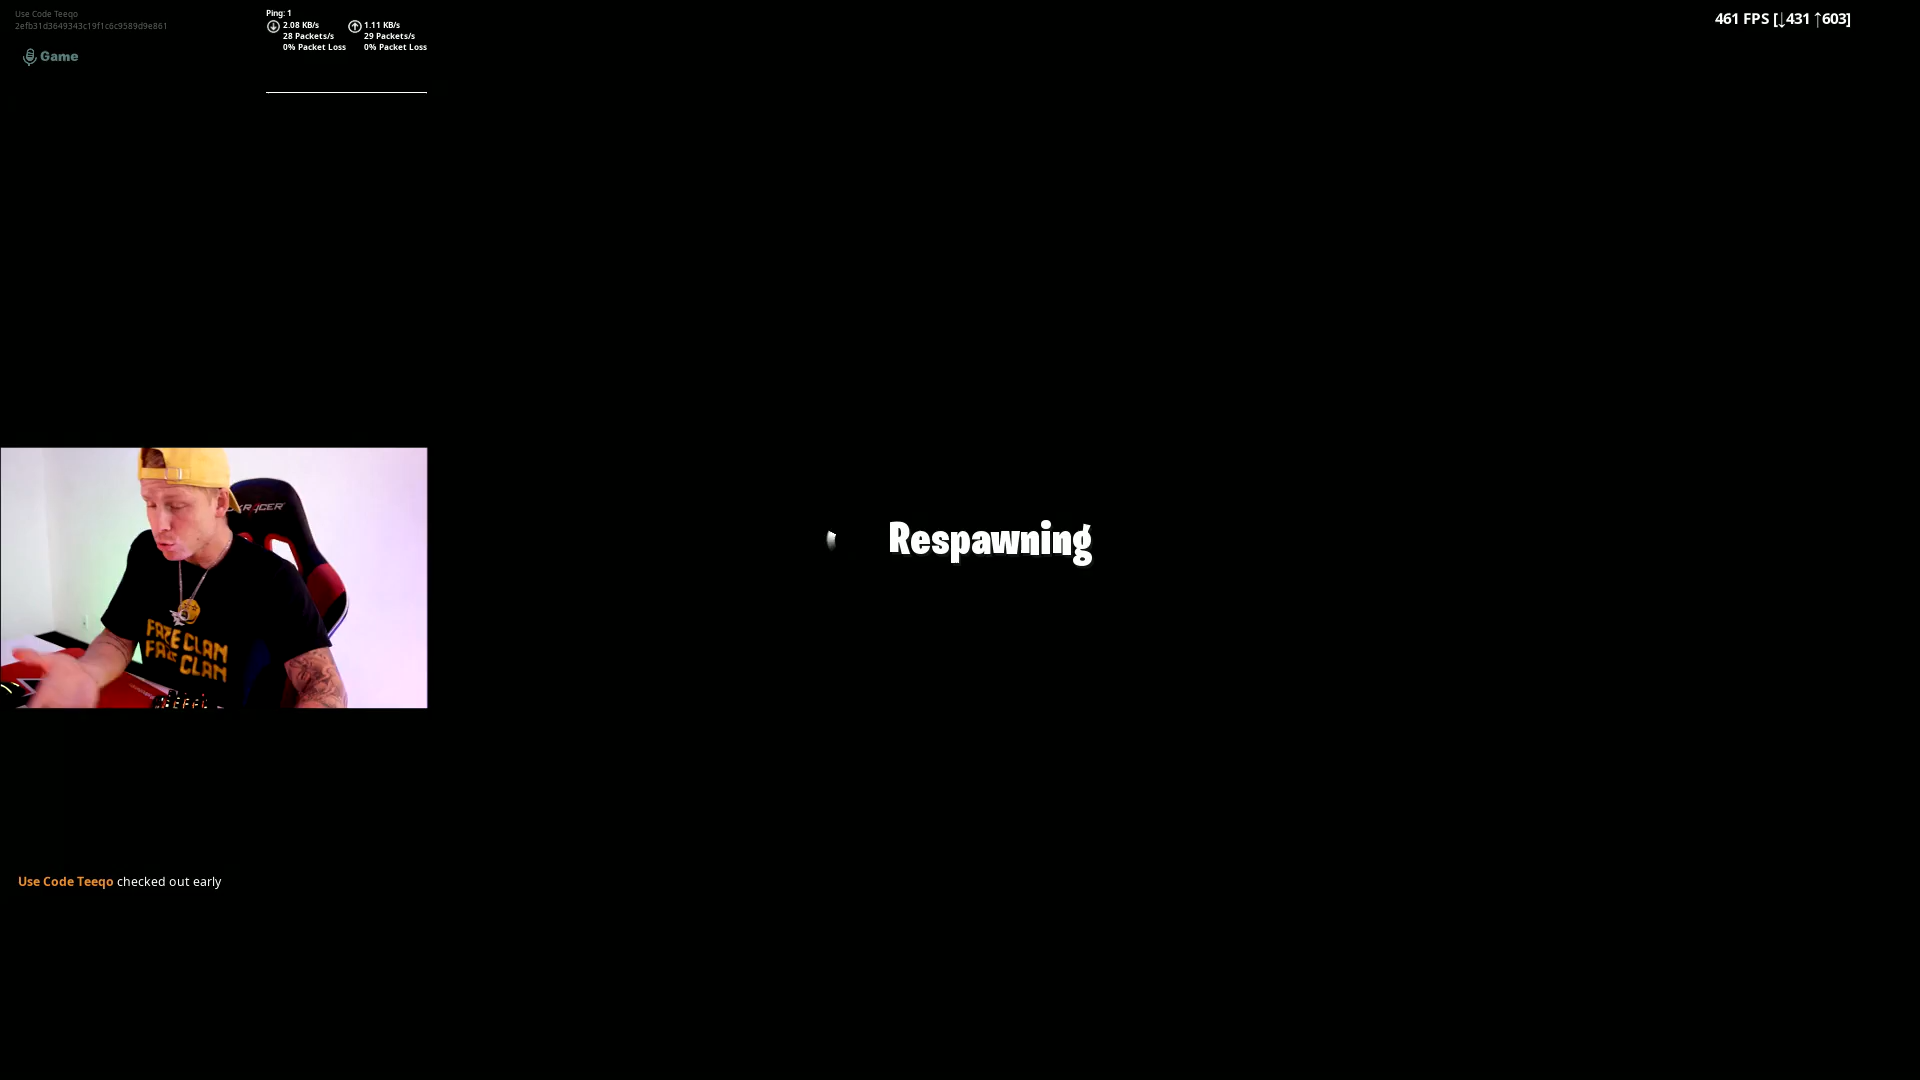 Use Code Teeqo
2efb31d3649343c19f1c6c9589d9e861
Game
Ping: 1
2.08 KB/s
28 Packets/s
0% Packet Loss
1.11 KB/s
29 Packets/s
0% Packet Loss
461 FPS [↓431 ↑603]
FAZE CLAN
FAZE CLAN
Respawning
Use Code Teeqo checked out early